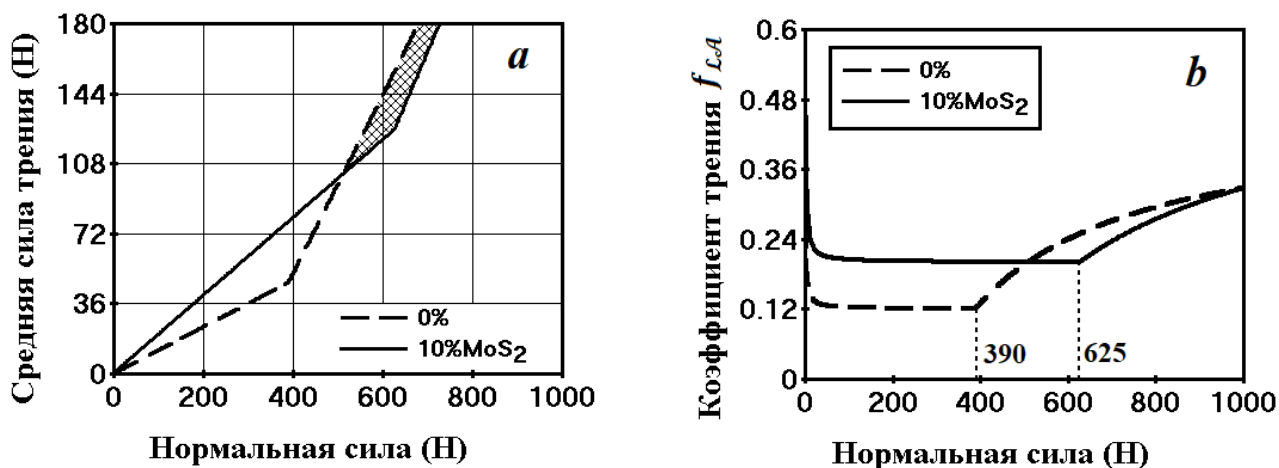 Средняя сила трения (Н)
180
144
108
72
36
0
a
0%
10%MoS₂
0 200 400 600 800 1000
Нормальная сила (Н)
Коэффициент трения f_ℒ𝒜
0.6
0.48
0.36
0.24
0.12
0
b
0%
10%MoS₂
390
625
0 200 400 600 800 1000
Нормальная сила (Н)